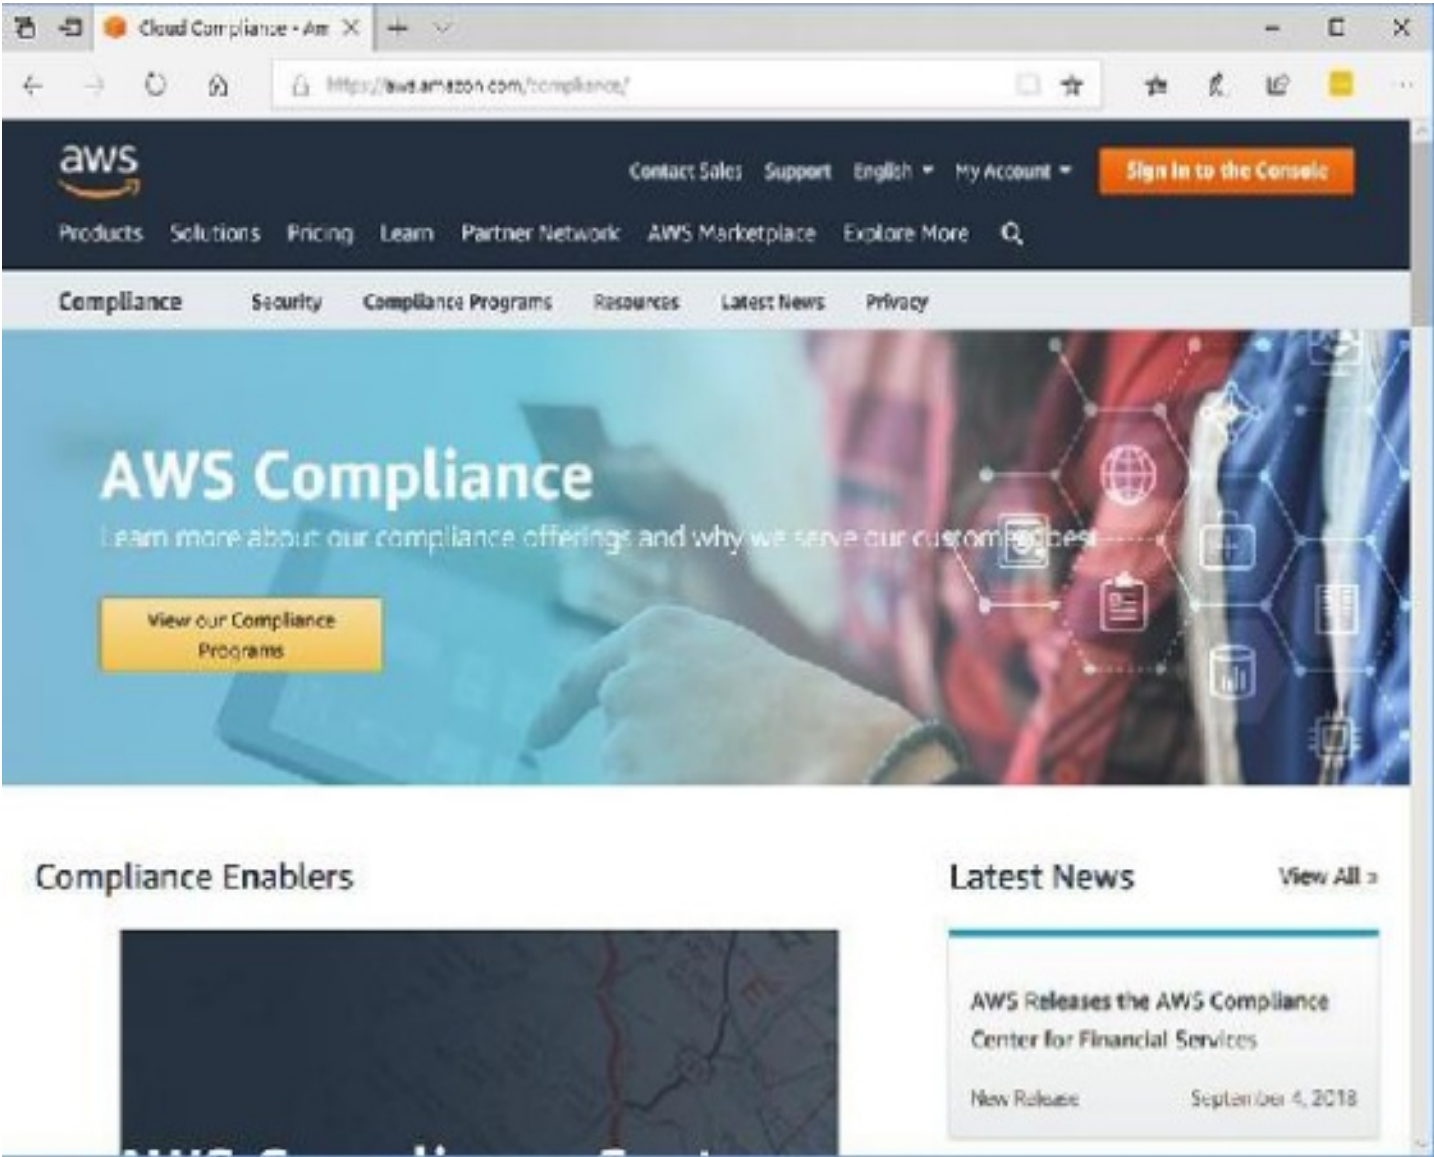 Cloud Compliance - Am
https://aws.amazon.com/compliance/
aws
Contact Sales Support English My Account Sign In to the Console
Products Solutions Pricing Learn Partner Network AWS Marketplace Explore More
Compliance Security Compliance Programs Resources Latest News Privacy
AWS Compliance
Learn more about our compliance offerings and why we serve our customers best
View our Compliance
Programs
Compliance Enablers
Latest News View All »
AWS Releases the AWS Compliance
Center for Financial Services
New Release September 4, 2018